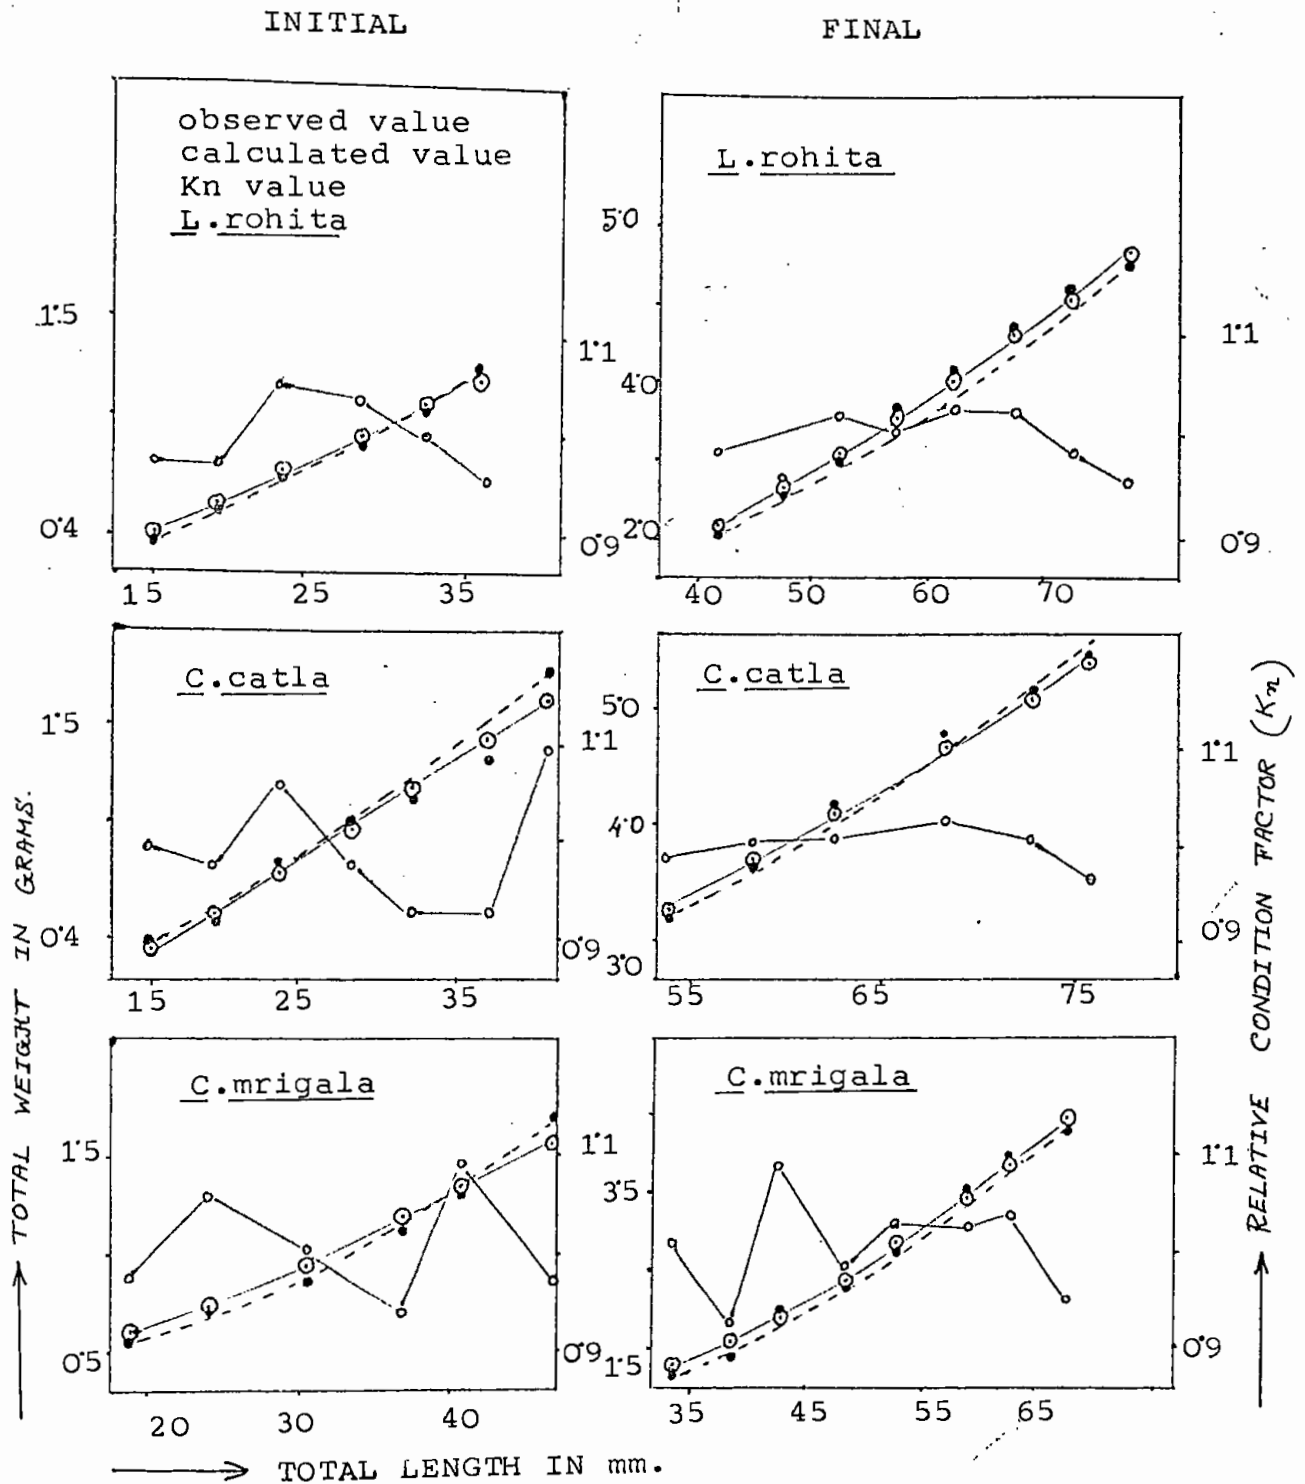 INITIAL
FINAL
observed value
calculated value
Kn value
L.rohita
1.5
0.4
1.1
0.9
15 25 35
L.rohita
5.0
4.0
2.0
1.1
0.9
40 50 60 70
C.catla
1.5
0.4
1.1
0.9
15 25 35
C.catla
5.0
4.0
3.0
1.1
0.9
55 65 75
C.mrigala
1.5
0.5
1.1
0.9
20 30 40
C.mrigala
3.5
1.5
1.1
0.9
35 45 55 65
TOTAL WEIGHT IN GRAMS.
RELATIVE CONDITION FACTOR (Kn)
TOTAL LENGTH IN mm.